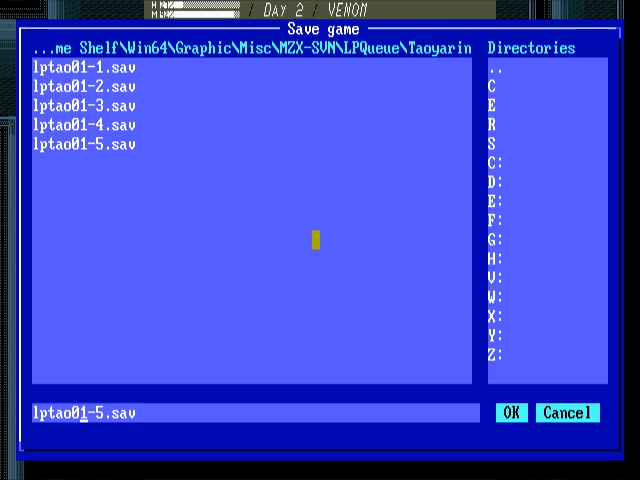 / DAY 2 / VENOM
Save game
...me Shelf\Win64\Graphic\Misc\MZX-SVN\LPQueue\Taoyarin Directories
lptao01-1.sav
lptao01-2.sav
lptao01-3.sav
lptao01-4.sav
lptao01-5.sav
..
C
E
R
S
C:
D:
E:
F:
G:
H:
V:
W:
X:
Y:
Z:
lptao01-5.sav OK Cancel